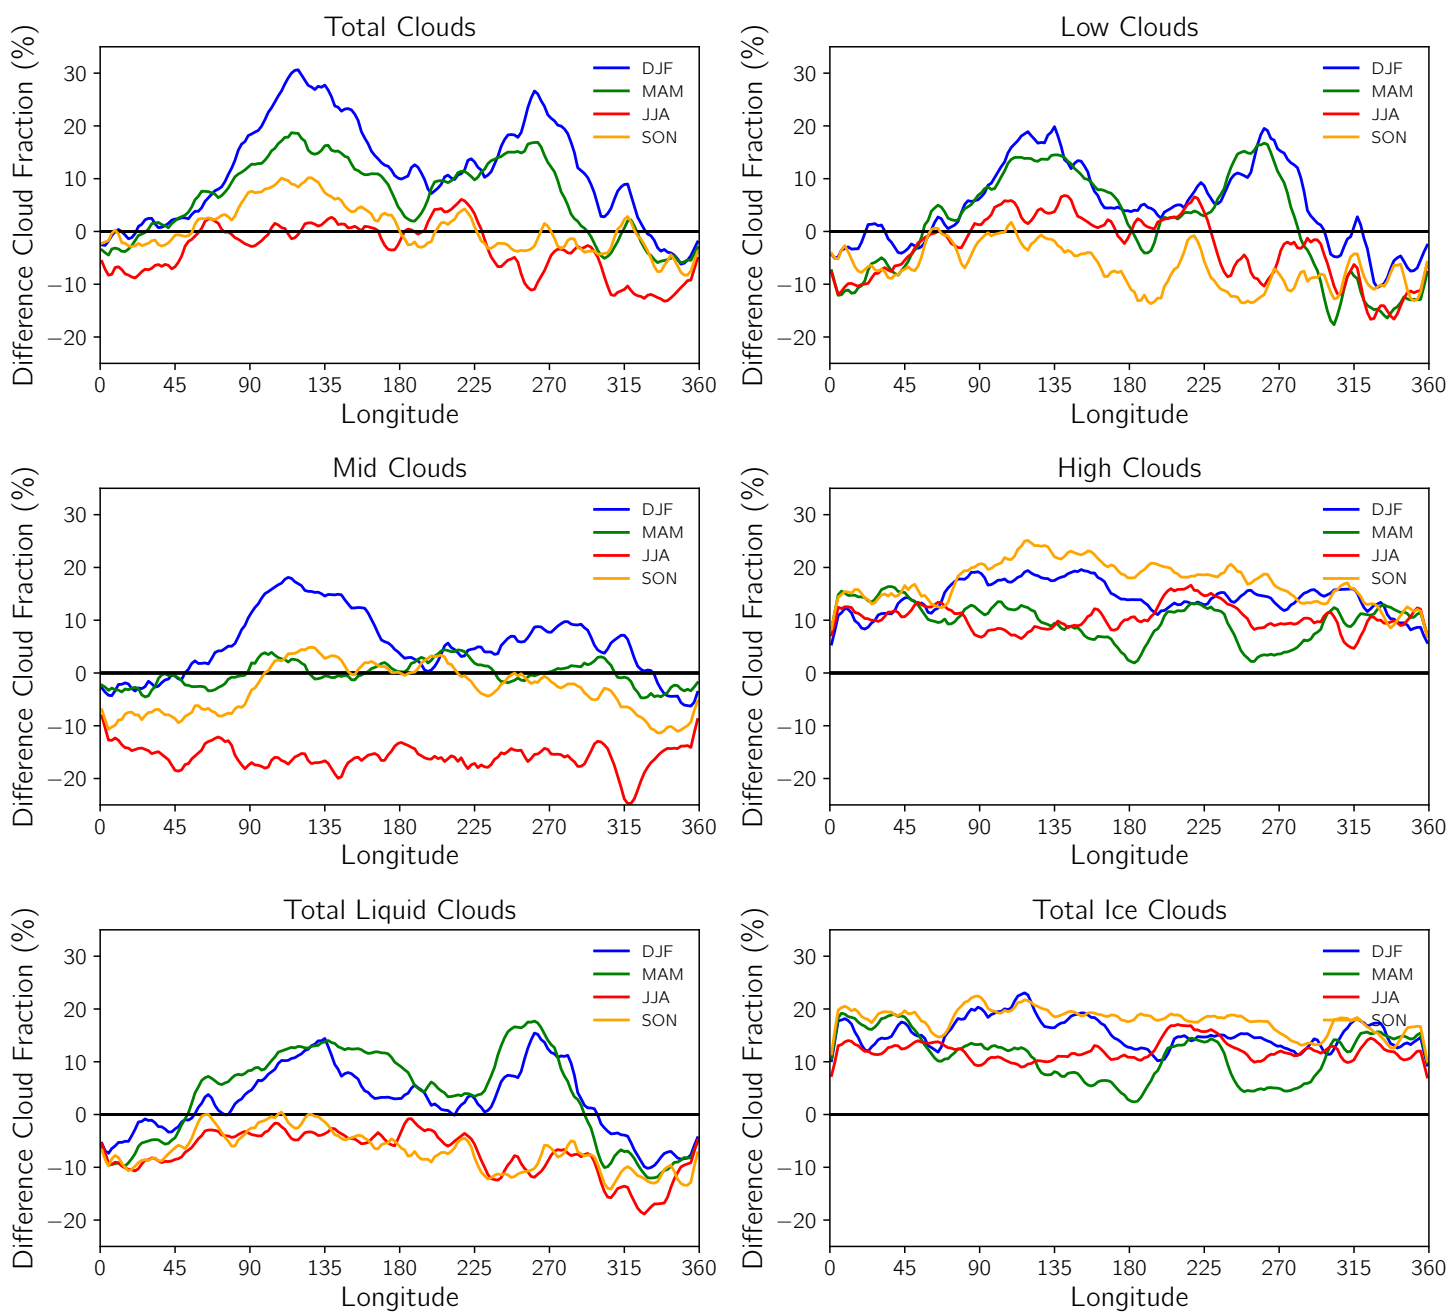 Total Clouds
Difference Cloud Fraction (%)
30
20
10
0
−10
−20
DJF
MAM
JJA
SON
0 45 90 135 180 225 270 315 360
Longitude
Low Clouds
Difference Cloud Fraction (%)
30
20
10
0
−10
−20
DJF
MAM
JJA
SON
0 45 90 135 180 225 270 315 360
Longitude
Mid Clouds
Difference Cloud Fraction (%)
30
20
10
0
−10
−20
DJF
MAM
JJA
SON
0 45 90 135 180 225 270 315 360
Longitude
High Clouds
Difference Cloud Fraction (%)
30
20
10
0
−10
−20
DJF
MAM
JJA
SON
0 45 90 135 180 225 270 315 360
Longitude
Total Liquid Clouds
Difference Cloud Fraction (%)
30
20
10
0
−10
−20
DJF
MAM
JJA
SON
0 45 90 135 180 225 270 315 360
Longitude
Total Ice Clouds
Difference Cloud Fraction (%)
30
20
10
0
−10
−20
DJF
MAM
JJA
SON
0 45 90 135 180 225 270 315 360
Longitude